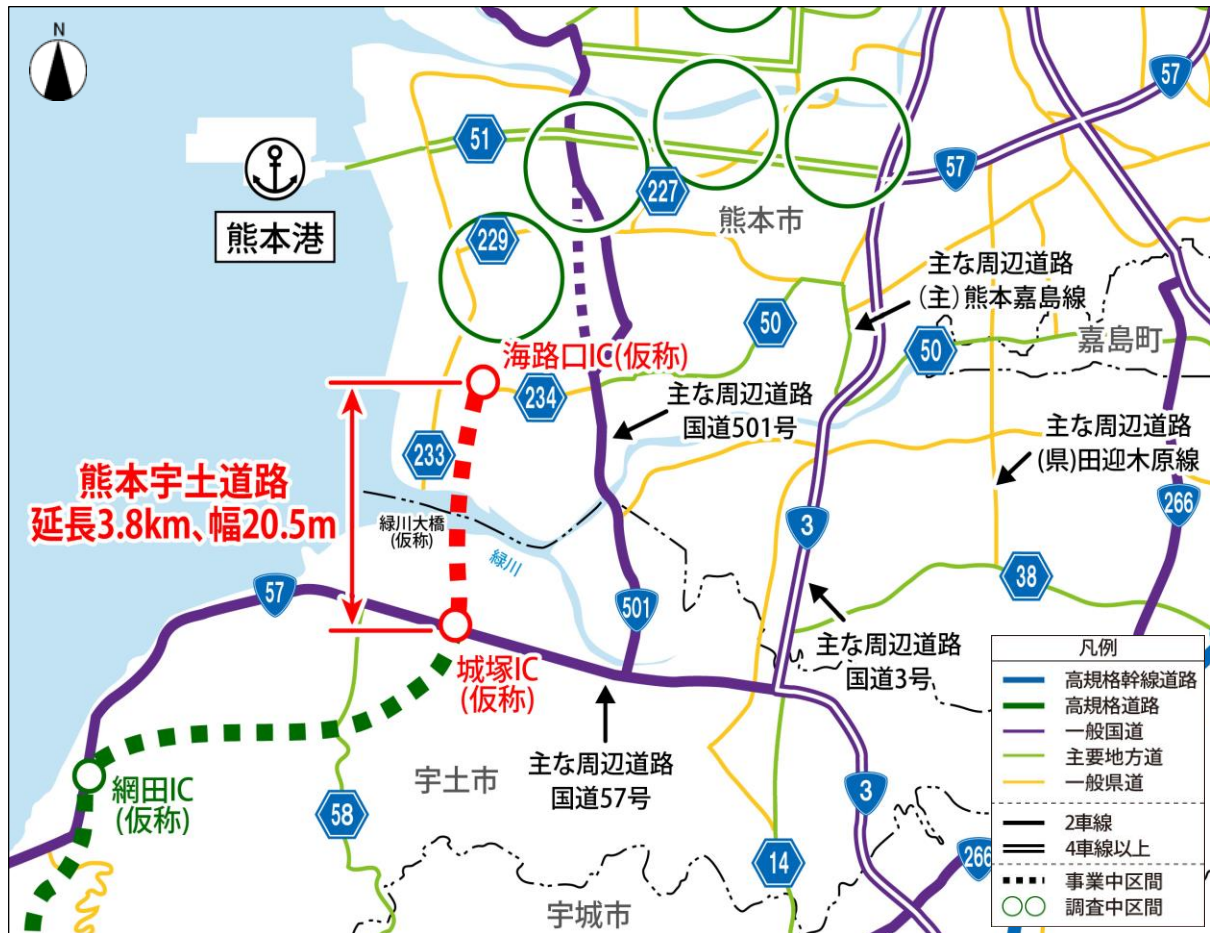 N
57
51
57
227
熊本港
熊本市
229
主な周辺道路
(主)熊本嘉島線
50
50
嘉島町
海路口IC(仮称)
234
主な周辺道路
国道501号
主な周辺道路
(県)田迎木原線
233
熊本宇土道路
延長3.8km、幅20.5m
266
緑川大橋
(仮称)
緑川
3
57
38
501
城塚IC
(仮称)
主な周辺道路
国道3号
網田IC
(仮称)
宇土市
主な周辺道路
国道57号
58
3
14
266
宇城市
凡例
高規格幹線道路
高規格道路
一般国道
主要地方道
一般県道
2車線
4車線以上
事業中区間
調査中区間